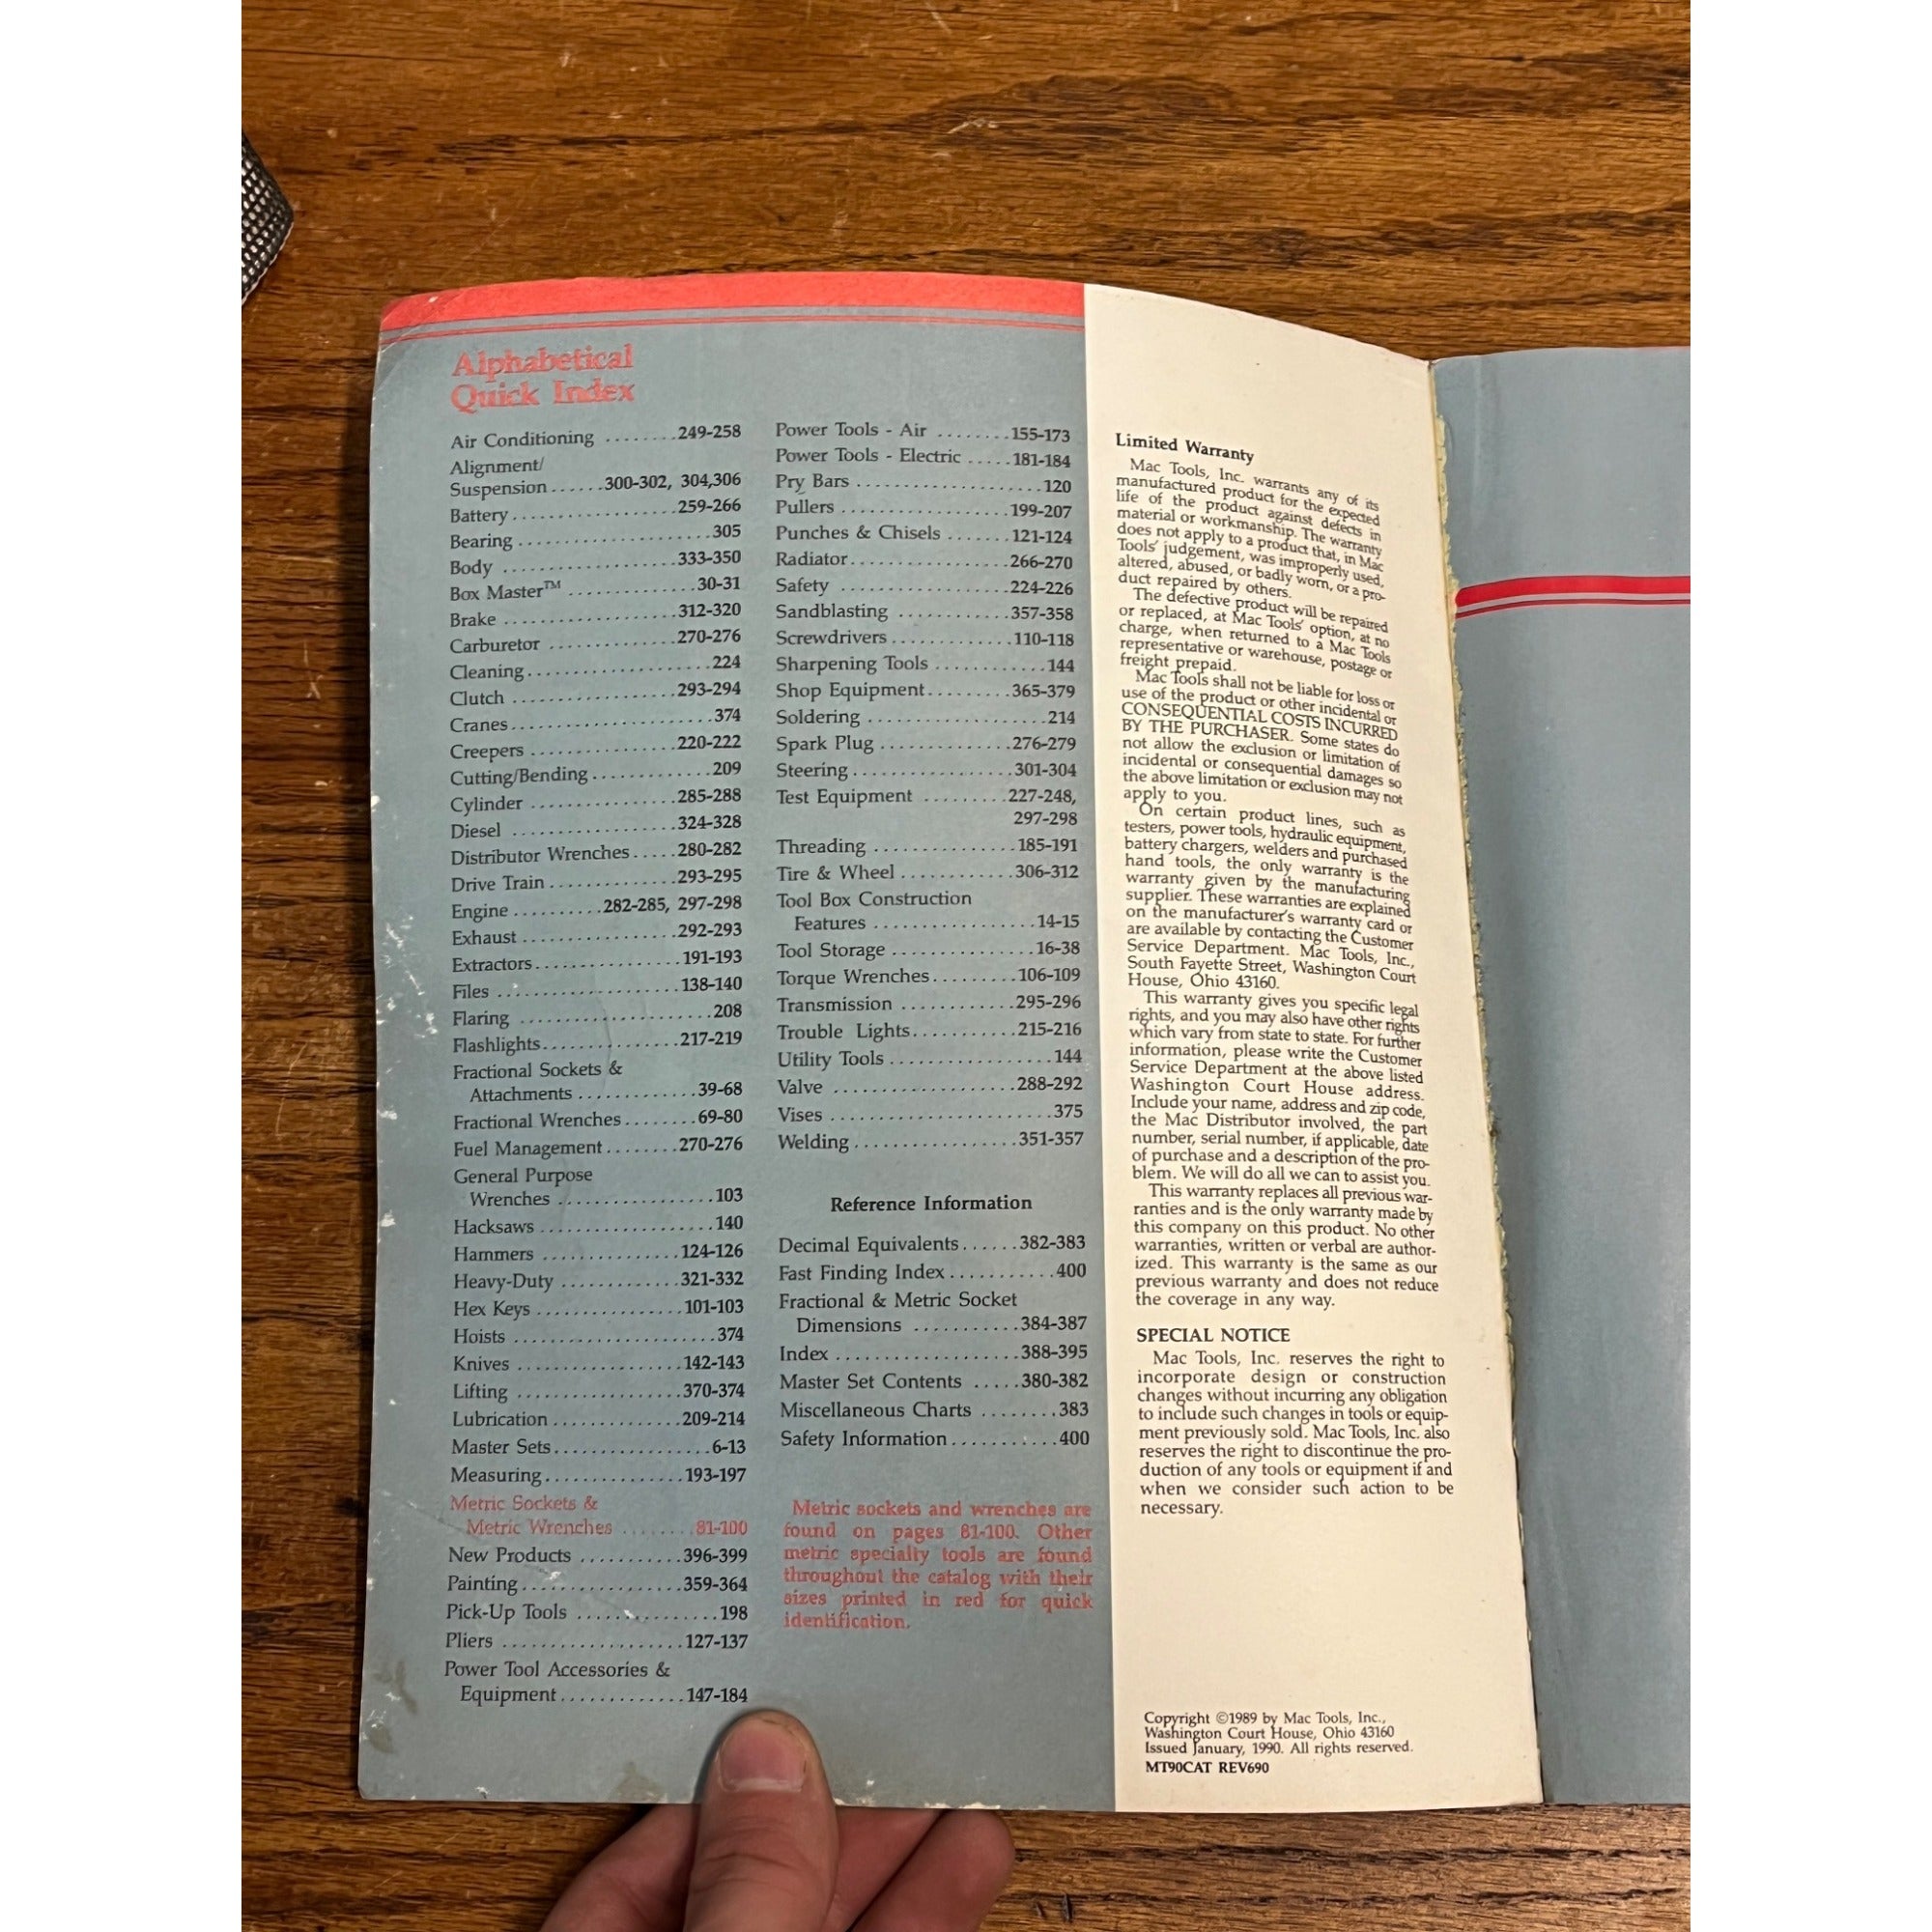 Alphabetical
Quick Index
Air Conditioning ........249-258
Alignment/
Suspension......300-302, 304,306
Battery.................259-266
Bearing....................305
Body ..................333-350
Box Master™ .............30-31
Brake ..................312-320
Carburetor .............270-276
Cleaning...................224
Clutch .................293-294
Cranes.....................374
Creepers ...............220-222
Cutting/Bending............209
Cylinder ...............285-288
Diesel .................324-328
Distributor Wrenches.....280-282
Drive Train.............293-295
Engine..........282-285, 297-298
Exhaust ................292-293
Extractors..............191-193
Files ..................138-140
Flaring ...................208
Flashlights.............217-219
Fractional Sockets &
Attachments ............39-68
Fractional Wrenches........69-80
Fuel Management........270-276
General Purpose
Wrenches ...............103
Hacksaws .................140
Hammers ...............124-126
Heavy-Duty ............321-332
Hex Keys ...............101-103
Hoists ....................374
Knives .................142-143
Lifting .................370-374
Lubrication.............209-214
Master Sets................6-13
Measuring..............193-197
Metric Sockets &
Metric Wrenches ........81-100
New Products ...........396-399
Painting................359-364
Pick-Up Tools ..............198
Pliers ..................127-137
Power Tool Accessories &
Equipment.............147-184
Power Tools - Air ........155-173
Power Tools - Electric .....181-184
Pry Bars ...................120
Pullers .................199-207
Punches & Chisels .......121-124
Radiator................266-270
Safety .................224-226
Sandblasting ...........357-358
Screwdrivers............110-118
Sharpening Tools ...........144
Shop Equipment.........365-379
Soldering ..................214
Spark Plug .............276-279
Steering................301-304
Test Equipment .........227-248,
297-298
Threading ..............185-191
Tire & Wheel ...........306-312
Tool Box Construction
Features ................14-15
Tool Storage ..............16-38
Torque Wrenches.........106-109
Transmission ...........295-296
Trouble Lights...........215-216
Utility Tools ................144
Valve ..................288-292
Vises ......................375
Welding................351-357
Reference Information
Decimal Equivalents......382-383
Fast Finding Index...........400
Fractional & Metric Socket
Dimensions ...........384-387
Index ..................388-395
Master Set Contents .....380-382
Miscellaneous Charts ........383
Safety Information...........400
Metric sockets and wrenches are
found on pages 81-100. Other
metric specialty tools are found
throughout the catalog with their
sizes printed in red for quick
identification.
Limited Warranty
Mac Tools, Inc. warrants any of its
manufactured product for the expected
life of the product against defects in
material or workmanship. The warranty
does not apply to a product that, in Mac
Tools' judgement, was improperly used,
altered, abused, or badly worn, or a pro-
duct repaired by others.
The defective product will be repaired
or replaced, at Mac Tools' option, at no
charge, when returned to a Mac Tools
representative or warehouse, postage or
freight prepaid.
Mac Tools shall not be liable for loss or
use of the product or other incidental or
CONSEQUENTIAL COSTS INCURRED
BY THE PURCHASER. Some states do
not allow the exclusion or limitation of
incidental or consequential damages so
the above limitation or exclusion may not
apply to you.
On certain product lines, such as
testers, power tools, hydraulic equipment,
battery chargers, welders and purchased
hand tools, the only warranty is the
warranty given by the manufacturing
supplier. These warranties are explained
on the manufacturer's warranty card or
are available by contacting the Customer
Service Department. Mac Tools, Inc.,
South Fayette Street, Washington Court
House, Ohio 43160.
This warranty gives you specific legal
rights, and you may also have other rights
which vary from state to state. For further
information, please write the Customer
Service Department at the above listed
Washington Court House address.
Include your name, address and zip code,
the Mac Distributor involved, the part
number, serial number, if applicable, date
of purchase and a description of the pro-
blem. We will do all we can to assist you.
This warranty replaces all previous war-
ranties and is the only warranty made by
this company on this product. No other
warranties, written or verbal are author-
ized. This warranty is the same as our
previous warranty and does not reduce
the coverage in any way.
SPECIAL NOTICE
Mac Tools, Inc. reserves the right to
incorporate design or construction
changes without incurring any obligation
to include such changes in tools or equip-
ment previously sold. Mac Tools, Inc. also
reserves the right to discontinue the pro-
duction of any tools or equipment if and
when we consider such action to be
necessary.
Copyright ©1989 by Mac Tools, Inc.,
Washington Court House, Ohio 43160
Issued January, 1990. All rights reserved.
MT90CAT REV690